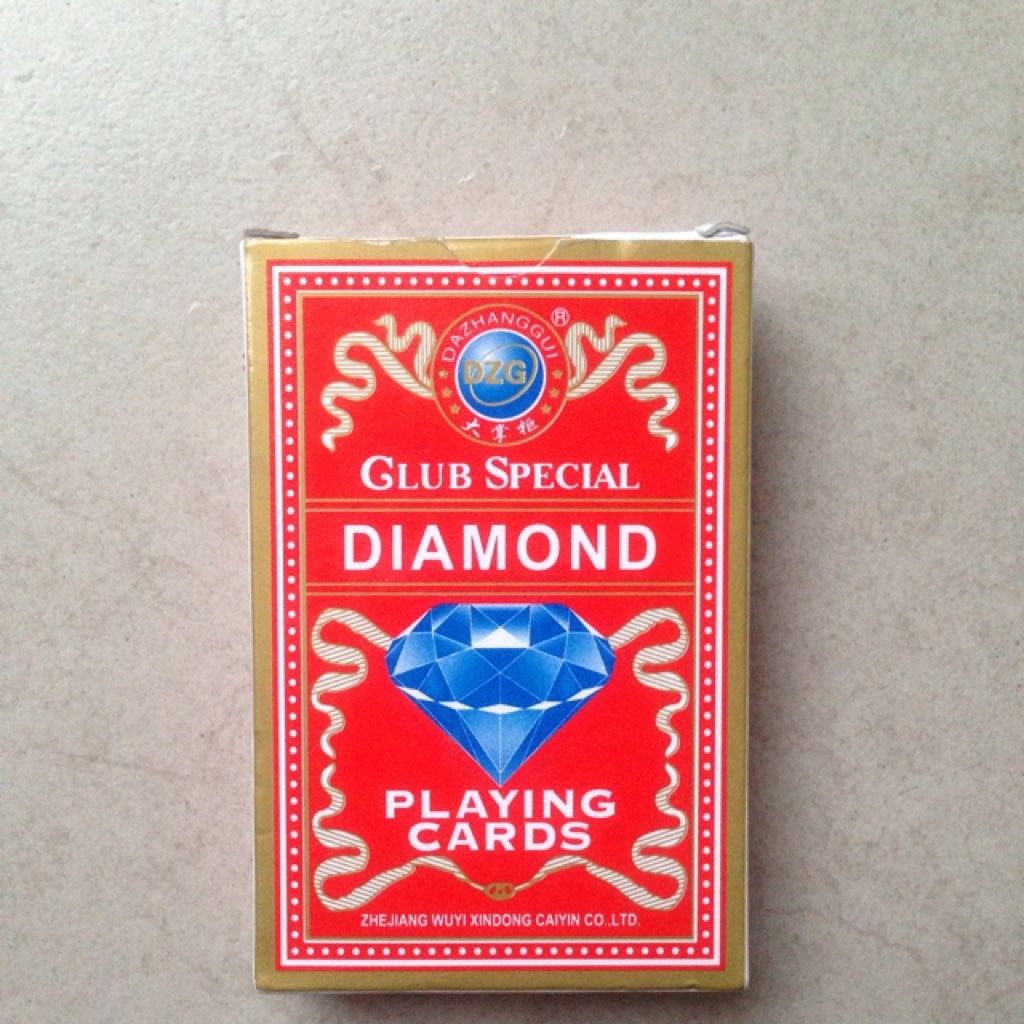 DAZHANGGUI
®
DZG
大掌柜
GLUB SPECIAL
DIAMOND
PLAYING
CARDS
ZHEJIANG WUYI XINDONG CAIYIN CO.,LTD.